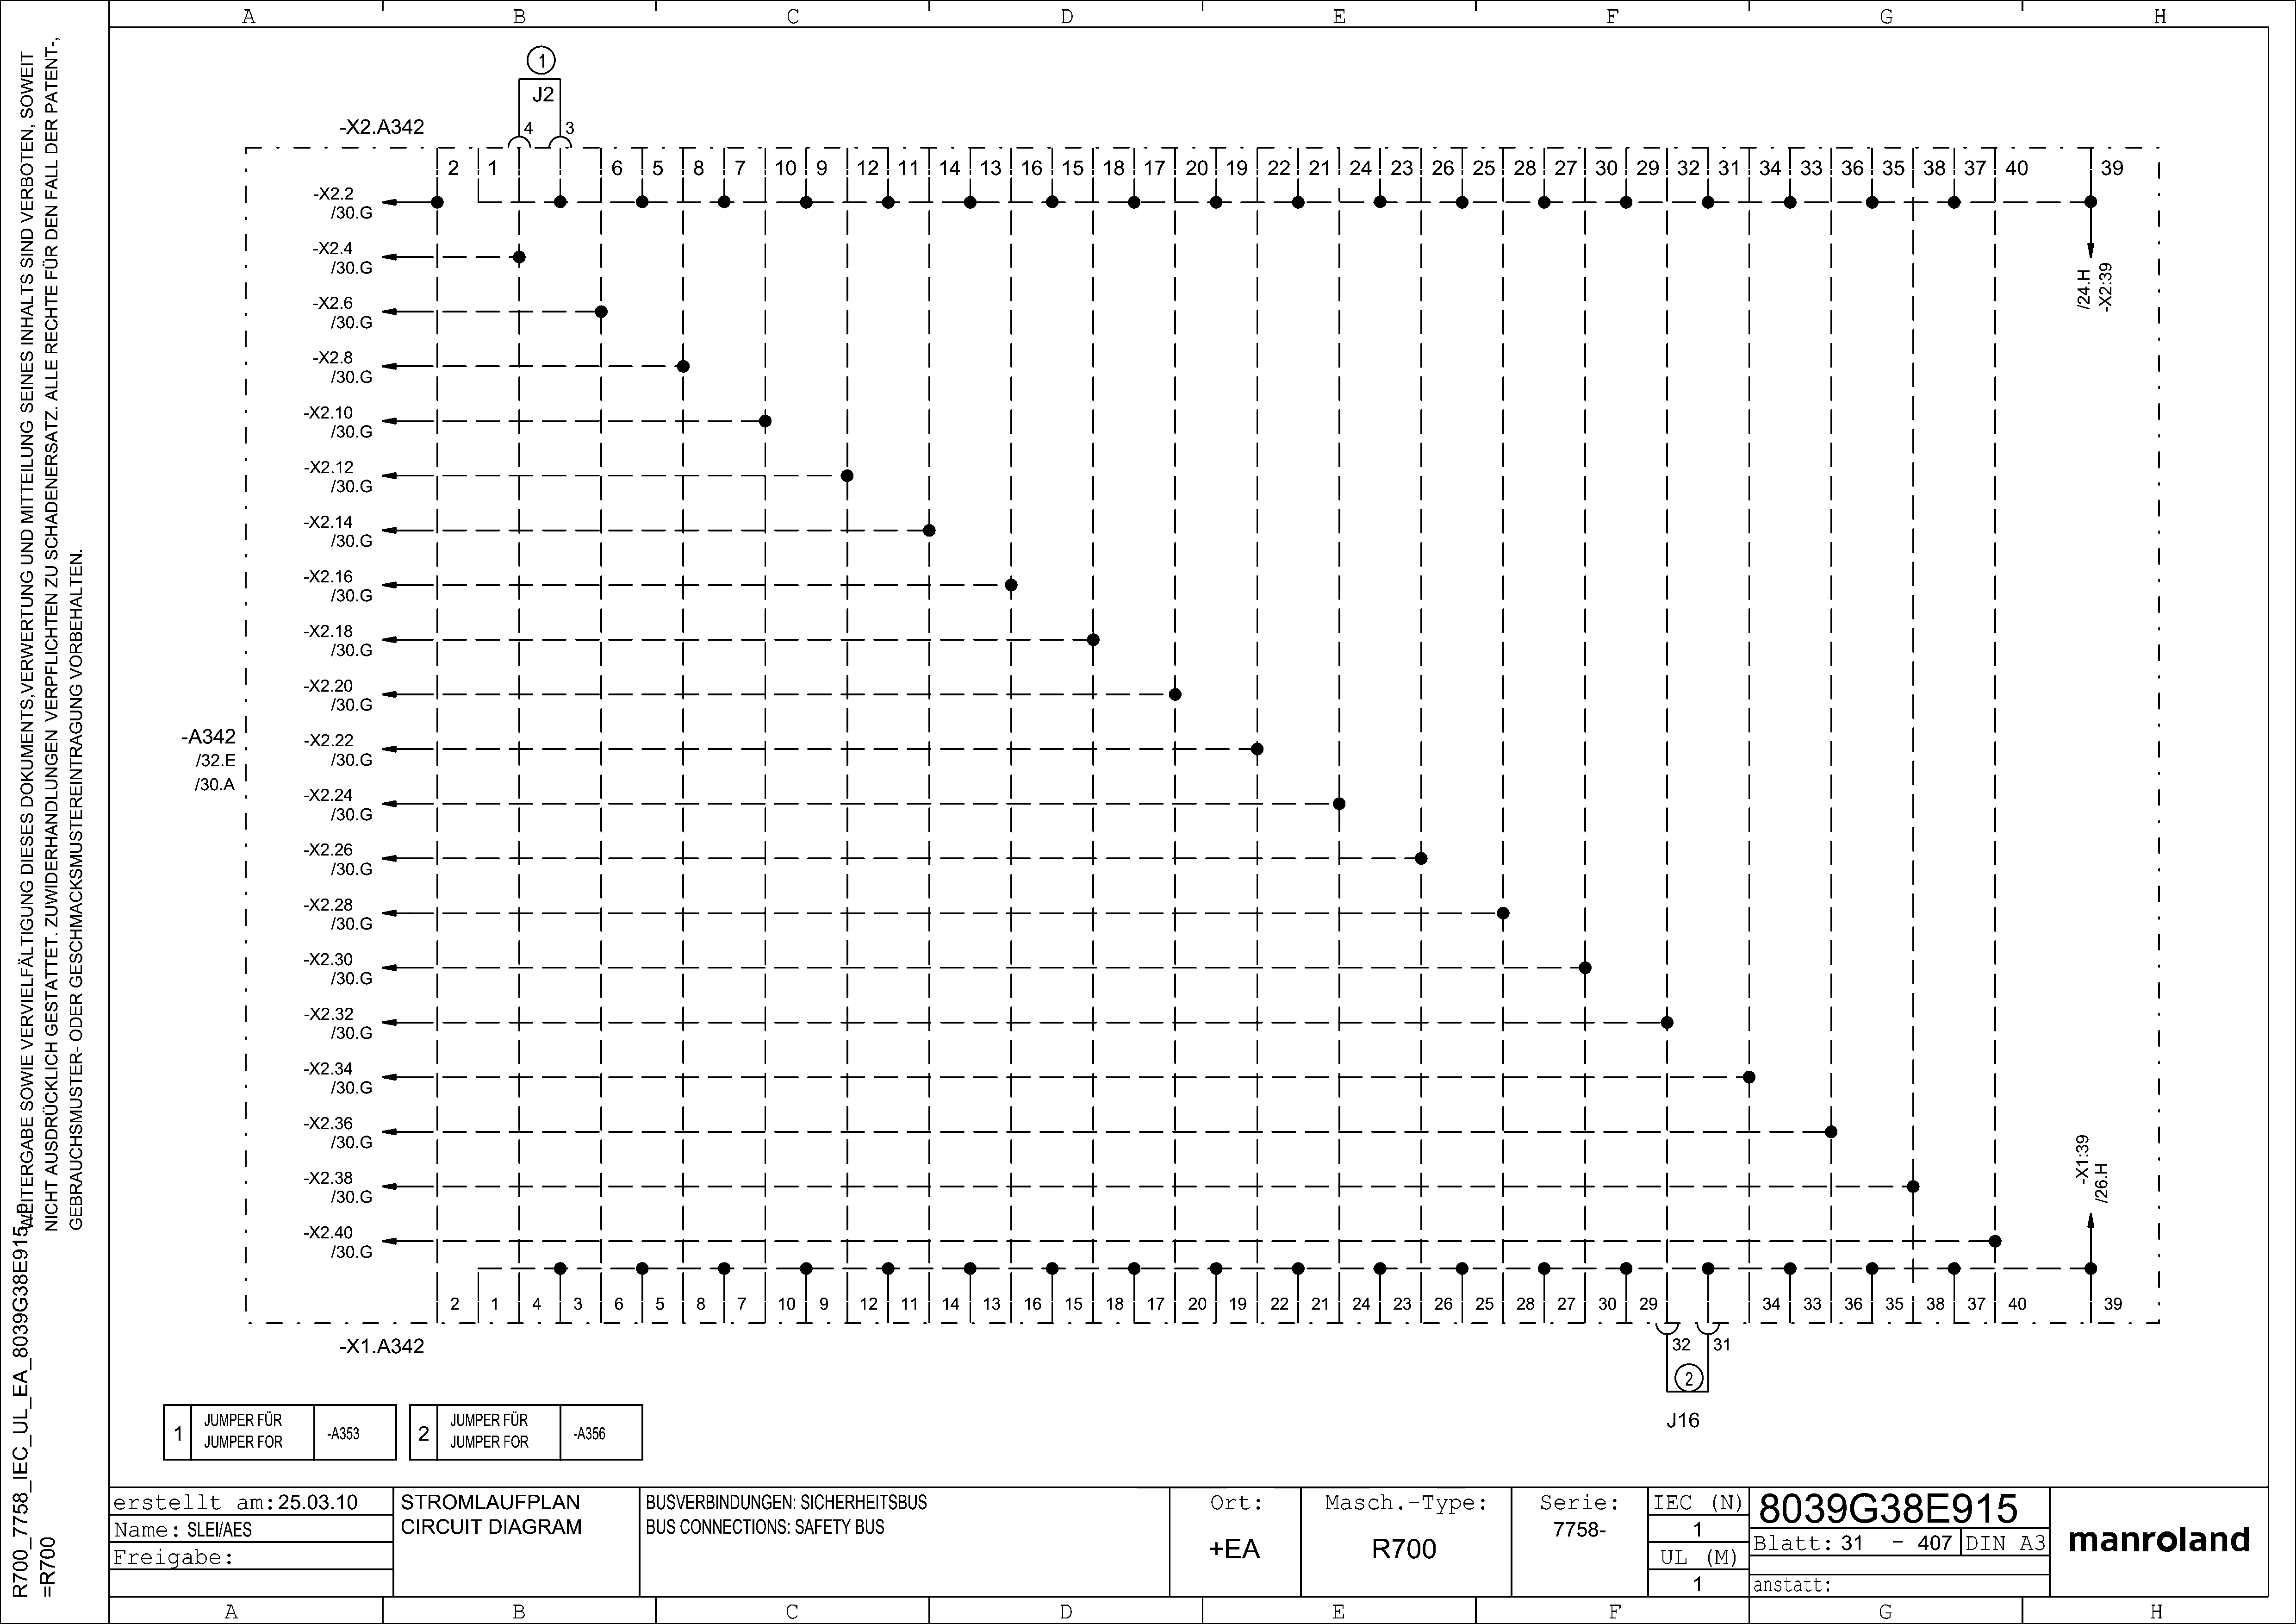 A B C D E F G H
1
J2
4 3
-X2.A342
2 1 6 5 8 7 10 9 12 11 14 13 16 15 18 17 20 19 22 21 24 23 26 25 28 27 30 29 32 31 34 33 36 35 38 37 40 39
-X2.2
/30.G
-X2.4
/30.G
-X2.6
/30.G
-X2.8
/30.G
-X2.10
/30.G
-X2.12
/30.G
-X2.14
/30.G
-X2.16
/30.G
-X2.18
/30.G
-X2.20
/30.G
-X2.22
/30.G
-X2.24
/30.G
-X2.26
/30.G
-X2.28
/30.G
-X2.30
/30.G
-X2.32
/30.G
-X2.34
/30.G
-X2.36
/30.G
-X2.38
/30.G
-X2.40
/30.G
/24.H
-X2:39
-A342
/32.E
/30.A
-X1:39
/26.H
2 1 4 3 6 5 8 7 10 9 12 11 14 13 16 15 18 17 20 19 22 21 24 23 26 25 28 27 30 29 34 33 36 35 38 37 40 39
-X1.A342
32 31
2
J16
1 JUMPER FÜR
JUMPER FOR
-A353
2 JUMPER FÜR
JUMPER FOR
-A356
WEITERGABE SOWIE VERVIELFÄLTIGUNG DIESES DOKUMENTS,VERWERTUNG UND MITTEILUNG SEINES INHALTS SIND VERBOTEN, SOWEIT
NICHT AUSDRÜCKLICH GESTATTET. ZUWIDERHANDLUNGEN VERPFLICHTEN ZU SCHADENERSATZ. ALLE RECHTE FÜR DEN FALL DER PATENT-,
GEBRAUCHSMUSTER- ODER GESCHMACKSMUSTEREINTRAGUNG VORBEHALTEN.
R700_7758_IEC_UL_EA_8039G38E915_
=R700
erstellt am: 25.03.10
Name: SLEI/AES
Freigabe:
STROMLAUFPLAN
CIRCUIT DIAGRAM
BUSVERBINDUNGEN: SICHERHEITSBUS
BUS CONNECTIONS: SAFETY BUS
Ort:
+EA
Masch.-Type:
R700
Serie:
7758-
IEC (N)
1
UL (M)
1
8039G38E915
Blatt: 31 - 407 DIN A3
anstatt:
manroland
A B C D E F G H